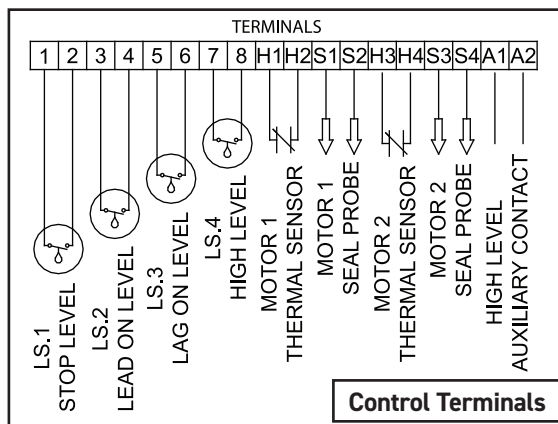 TERMINALS
1 2 3 4 5 6 7 8 H1 H2 S1 S2 H3 H4 S3 S4 A1 A2
LS.1
STOP LEVEL
LS.2
LEAD ON LEVEL
LS.3
LAG ON LEVEL
LS.4
HIGH LEVEL
MOTOR 1
THERMAL SENSOR
MOTOR 1
SEAL PROBE
MOTOR 2
THERMAL SENSOR
MOTOR 2
SEAL PROBE
HIGH LEVEL
AUXILIARY CONTACT
Control Terminals